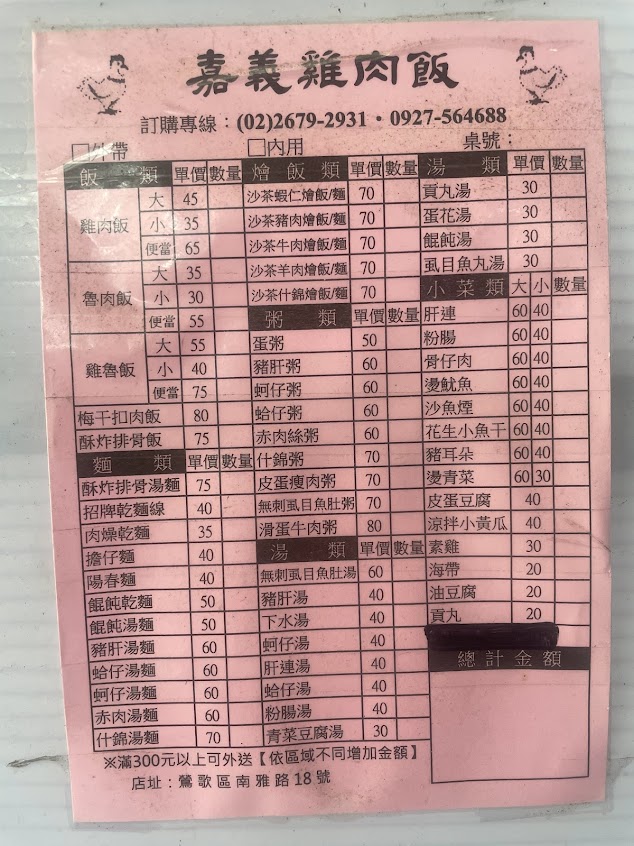 嘉義雞肉飯
訂購專線：(02)2679-2931・0927-564688
□外帶 □內用 桌號：
飯類 單價 數量
雞肉飯 大 45
小 35
便當 65
魯肉飯 大 35
小 30
便當 55
雞魯飯 大 55
小 40
便當 75
梅干扣肉飯 80
酥炸排骨飯 75
麵類 單價 數量
酥炸排骨湯麵 75
招牌乾麵線 40
肉燥乾麵 35
擔仔麵 40
陽春麵 40
餛飩乾麵 50
餛飩湯麵 50
豬肝湯麵 60
蛤仔湯麵 60
蚵仔湯麵 60
赤肉湯麵 60
什錦湯麵 70
燴飯類 單價 數量
沙茶蝦仁燴飯/麵 70
沙茶豬肉燴飯/麵 70
沙茶牛肉燴飯/麵 70
沙茶羊肉燴飯/麵 70
沙茶什錦燴飯/麵 70
粥類 單價 數量
蛋粥 50
豬肝粥 60
蚵仔粥 60
蛤仔粥 60
赤肉絲粥 60
什錦粥 70
皮蛋瘦肉粥 70
無刺虱目魚肚粥 70
滑蛋牛肉粥 80
湯類 單價 數量
無刺虱目魚肚湯 60
豬肝湯 40
下水湯 40
蚵仔湯 40
肝連湯 40
蛤仔湯 40
粉腸湯 40
青菜豆腐湯 30
湯類 單價 數量
貢丸湯 30
蛋花湯 30
餛飩湯 30
虱目魚丸湯 30
小菜類 大 小 數量
肝連 60 40
粉腸 60 40
骨仔肉 60 40
燙魷魚 60 40
沙魚煙 60 40
花生小魚干 60 40
豬耳朵 60 40
燙青菜 60 30
皮蛋豆腐 40
涼拌小黃瓜 40
素雞 30
海帶 20
油豆腐 20
貢丸 20
總計金額
※滿300元以上可外送【依區域不同增加金額】
店址：鶯歌區南雅路18號